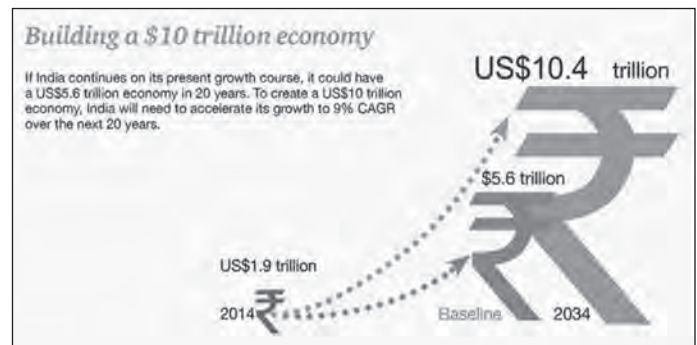 Building a $10 trillion economy
If India continues on its present growth course, it could have
a US$5.6 trillion economy in 20 years. To create a US$10 trillion
economy, India will need to accelerate its growth to 9% CAGR
over the next 20 years.
US$10.4 trillion
$5.6 trillion
US$1.9 trillion
2014 ₹
Baseline 2034